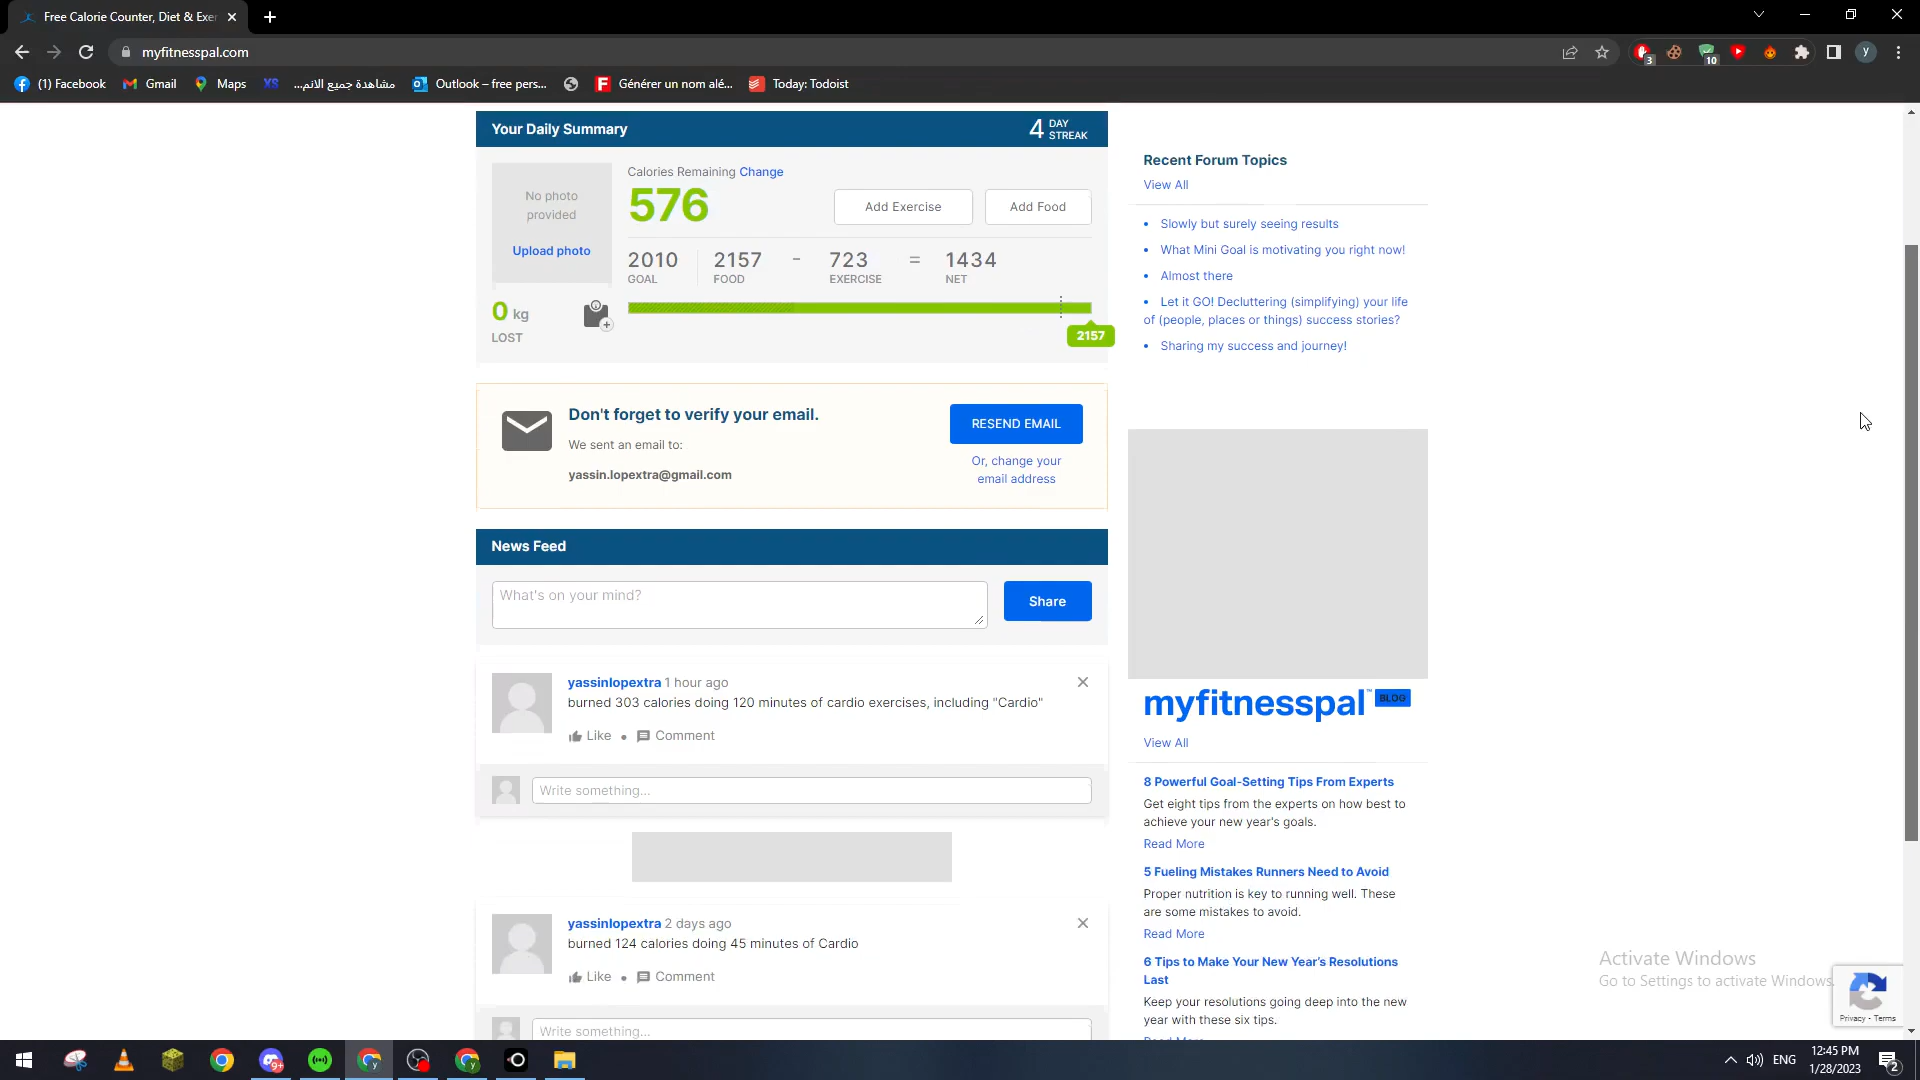 Free Calorie Counter, Diet & Exer
myfitnesspal.com
3
10
y
(1) Facebook
Gmail
Maps
XS
مشاهدة جميع الانم...
Outlook – free pers...
Générer un nom alé...
Today: Todoist
Your Daily Summary
4 DAY
STREAK
No photo
provided
Upload photo
Calories Remaining Change
576
Add Exercise
Add Food
2010
2157
-
723
=
1434
GOAL
FOOD
EXERCISE
NET
0 kg
LOST
2157
Don't forget to verify your email.
We sent an email to:
yassin.lopextra@gmail.com
RESEND EMAIL
Or, change your
email address
News Feed
What's on your mind?
Share
yassinlopextra 1 hour ago
burned 303 calories doing 120 minutes of cardio exercises, including "Cardio"
Like
Comment
Write something...
yassinlopextra 2 days ago
burned 124 calories doing 45 minutes of Cardio
Like
Comment
Write something...
Recent Forum Topics
View All
Slowly but surely seeing results
What Mini Goal is motivating you right now!
Almost there
Let it GO! Decluttering (simplifying) your life
of (people, places or things) success stories?
Sharing my success and journey!
myfitnesspal™ BLOG
View All
8 Powerful Goal-Setting Tips From Experts
Get eight tips from the experts on how best to
achieve your new year's goals.
Read More
5 Fueling Mistakes Runners Need to Avoid
Proper nutrition is key to running well. These
are some mistakes to avoid.
Read More
6 Tips to Make Your New Year's Resolutions
Last
Keep your resolutions going deep into the new
year with these six tips.
Read More
Activate Windows
Go to Settings to activate Windows.
Privacy - Terms
9+
ENG
12:45 PM
1/28/2023
2